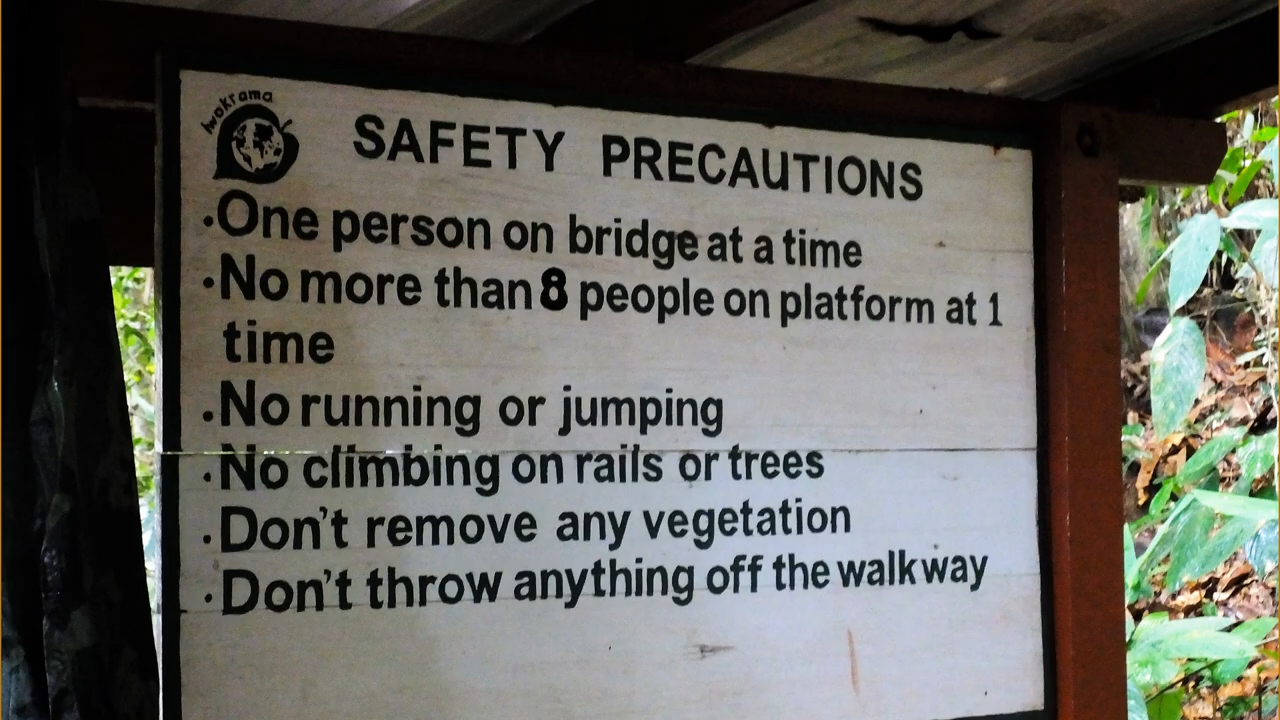 Iwokrama
SAFETY PRECAUTIONS
•One person on bridge at a time
•No more than 8 people on platform at 1
time
•No running or jumping
•No climbing on rails or trees
•Don't remove any vegetation
•Don't throw anything off the walkway